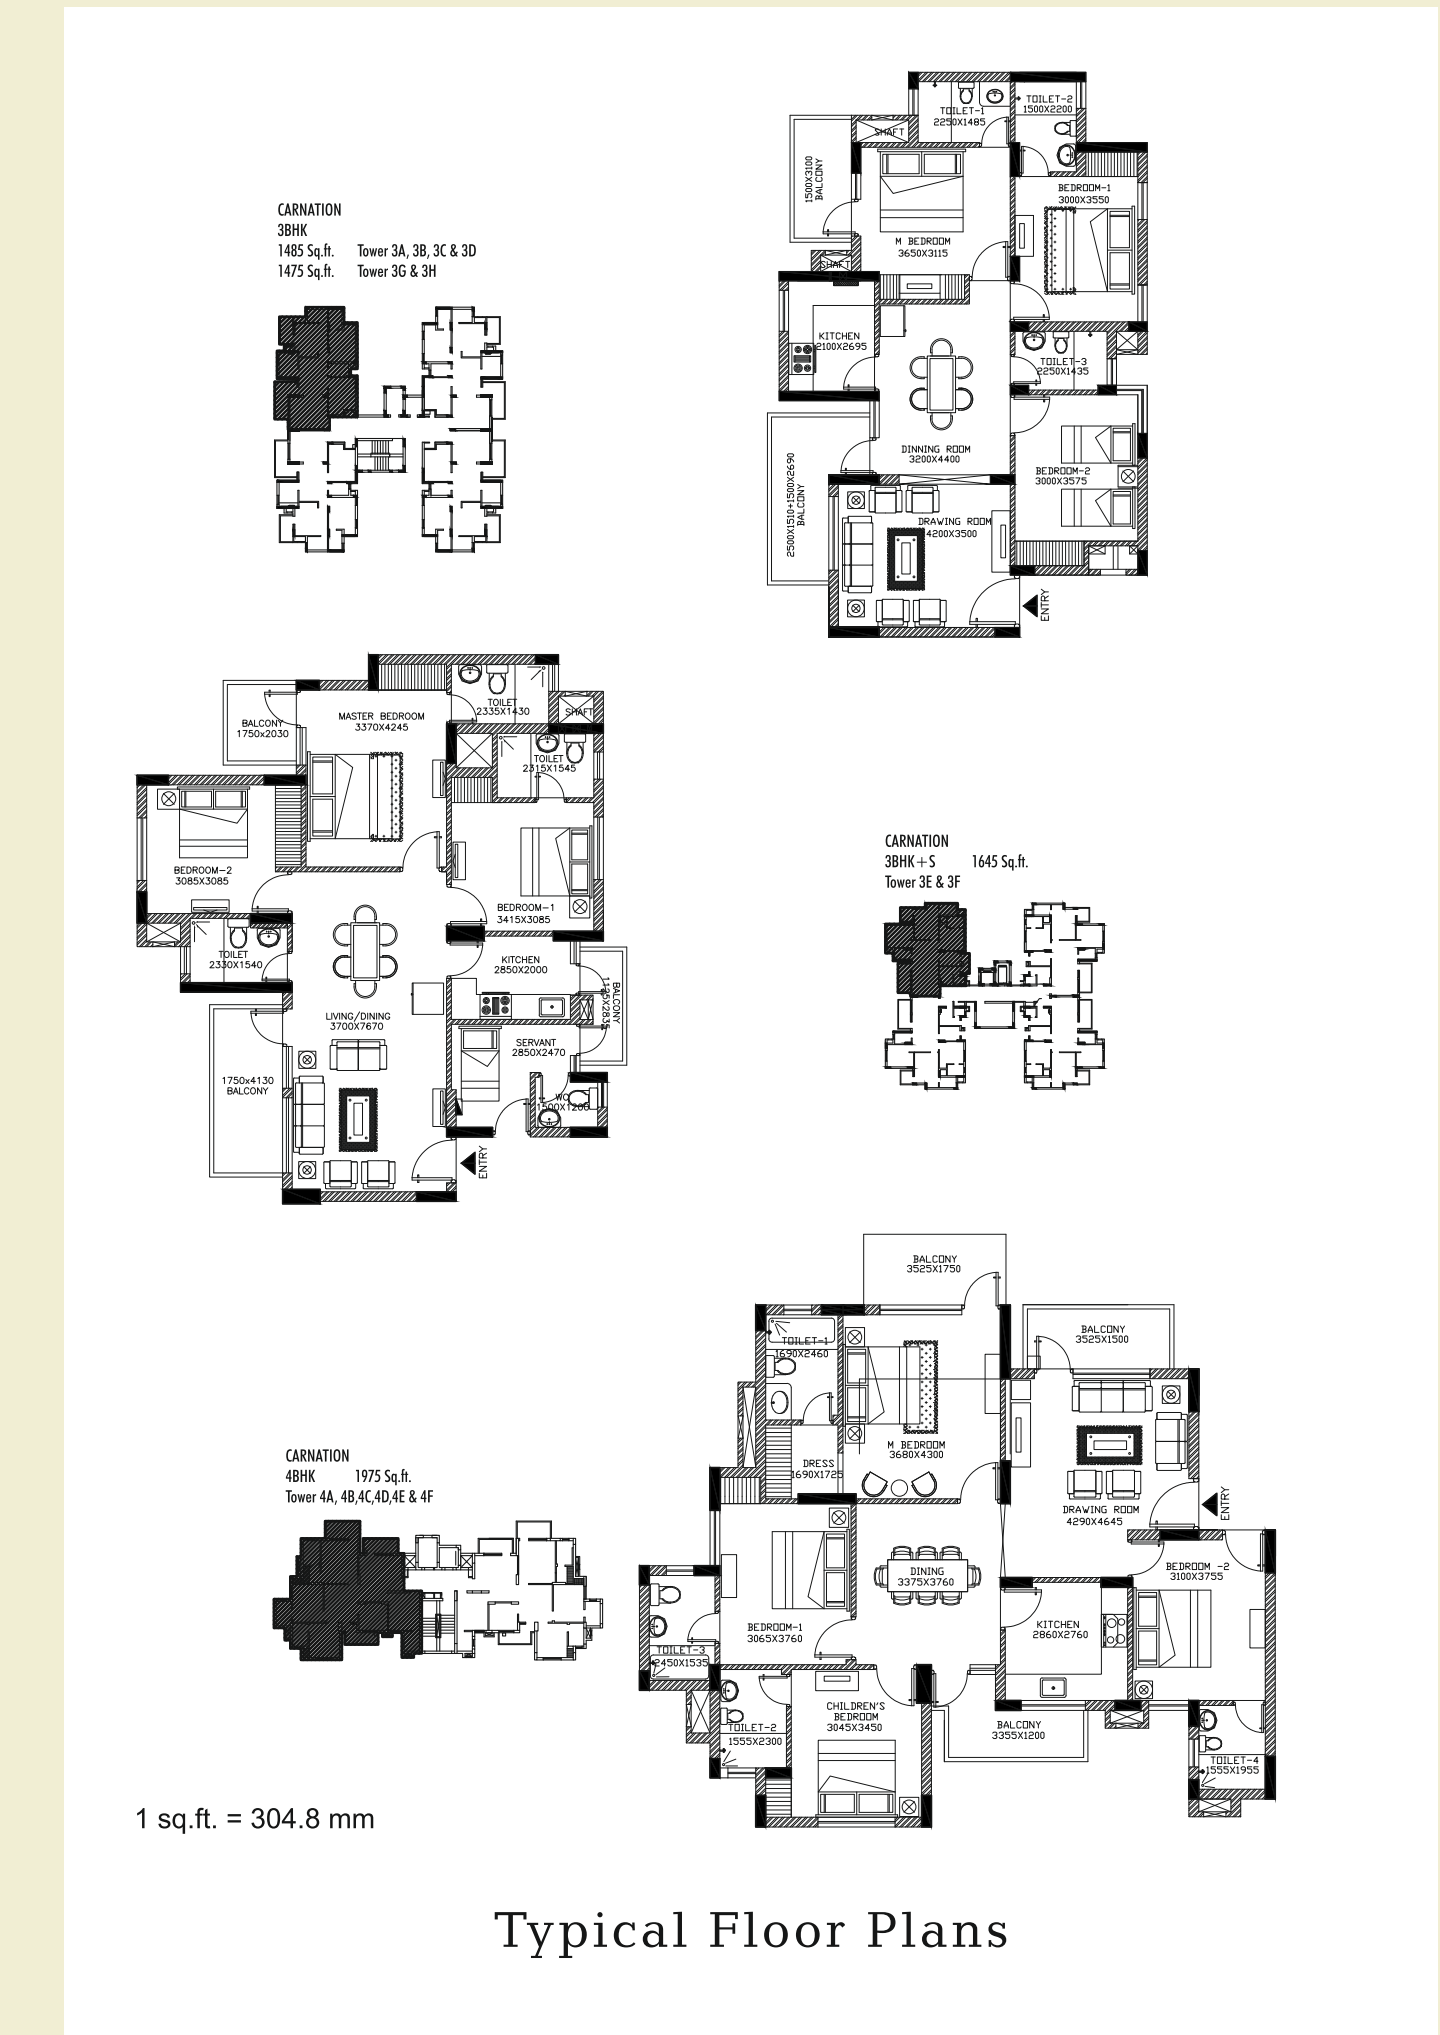 CARNATION
3BHK
1485 Sq.ft. Tower 3A, 3B, 3C & 3D
1475 Sq.ft. Tower 3G & 3H
TOILET-1
2250X1485
TOILET-2
1500X2200
SHAFT
1500X3100
BALCONY
BEDROOM-1
3000X3550
M BEDROOM
3650X3115
SHAFT
KITCHEN
2100X2695
TOILET-3
2250X1435
DINNING ROOM
3200X4400
BEDROOM-2
3000X3575
2500X1510+1500X2690
BALCONY
DRAWING ROOM
4200X3500
ENTRY
TOILET
2335X1430
SHAFT
MASTER BEDROOM
3370X4245
BALCONY
1750x2030
TOILET
2315X1545
BEDROOM-2
3085X3085
BEDROOM-1
3415X3085
TOILET
2330X1540
KITCHEN
2850X2000
BALCONY
1125X2835
LIVING/DINING
3700X7670
SERVANT
2850X2470
1750x4130
BALCONY
WC
1500X1200
ENTRY
CARNATION
3BHK+S 1645 Sq.ft.
Tower 3E & 3F
BALCONY
3525X1750
BALCONY
3525X1500
TOILET-1
1690X2460
M BEDROOM
3680X4300
DRESS
1690X1725
DRAWING ROOM
4290X4645
ENTRY
DINING
3375X3760
BEDROOM -2
3100X3755
BEDROOM-1
3065X3760
KITCHEN
2860X2760
TOILET-3
2450X1535
CHILDREN'S
BEDROOM
3045X3450
TOILET-2
1555X2300
BALCONY
3355X1200
TOILET-4
1555X1955
CARNATION
4BHK 1975 Sq.ft.
Tower 4A, 4B,4C,4D,4E & 4F
1 sq.ft. = 304.8 mm
Typical Floor Plans